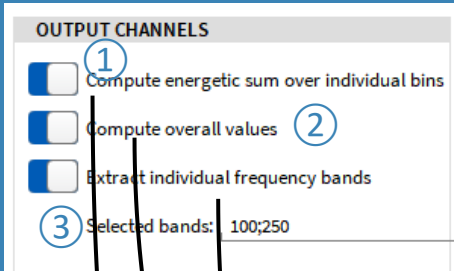 OUTPUT CHANNELS
①
Compute energetic sum over individual bins
Compute overall values ②
Extract individual frequency bands
③ Selected bands: 100;250